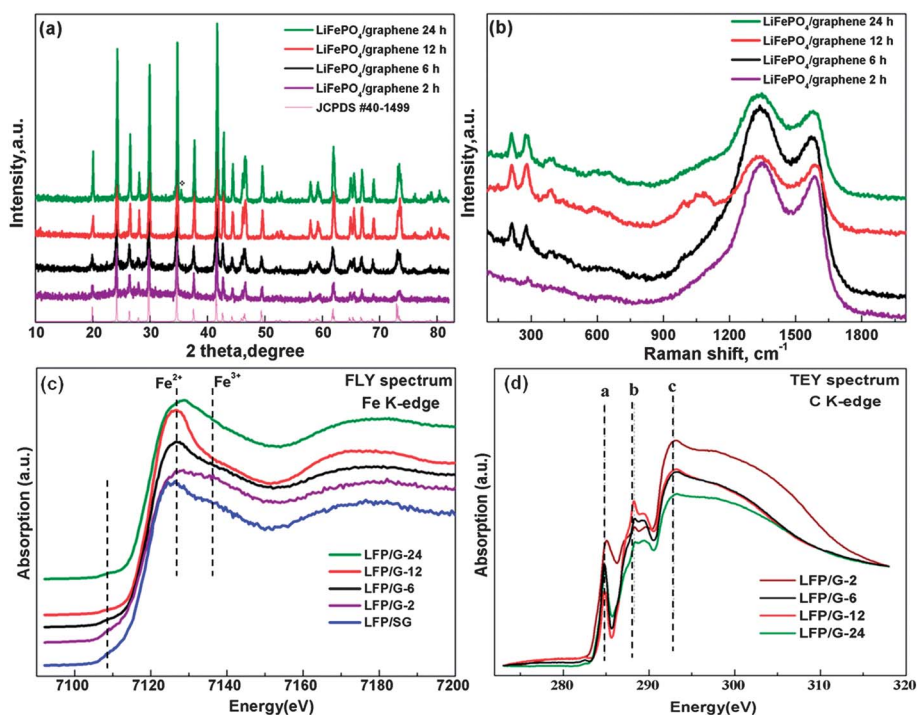 (a)
LiFePO4/graphene 24 h
LiFePO4/graphene 12 h
LiFePO4/graphene 6 h
LiFePO4/graphene 2 h
JCPDS #40-1499
Intensity,a.u.
10 20 30 40 50 60 70 80
2 theta,degree
(b)
LiFePO4/graphene 24 h
LiFePO4/graphene 12 h
LiFePO4/graphene 6 h
LiFePO4/graphene 2 h
Intensity,a.u.
300 600 900 1200 1500 1800
Raman shift, cm-1
(c)
Fe2+ Fe3+
FLY spectrum
Fe K-edge
LFP/G-24
LFP/G-12
LFP/G-6
LFP/G-2
LFP/SG
Absorption (a.u.)
7100 7120 7140 7160 7180 7200
Energy(eV)
(d)
a b c
TEY spectrum
C K-edge
LFP/G-2
LFP/G-6
LFP/G-12
LFP/G-24
Absorption (a.u.)
280 290 300 310 320
Energy(eV)